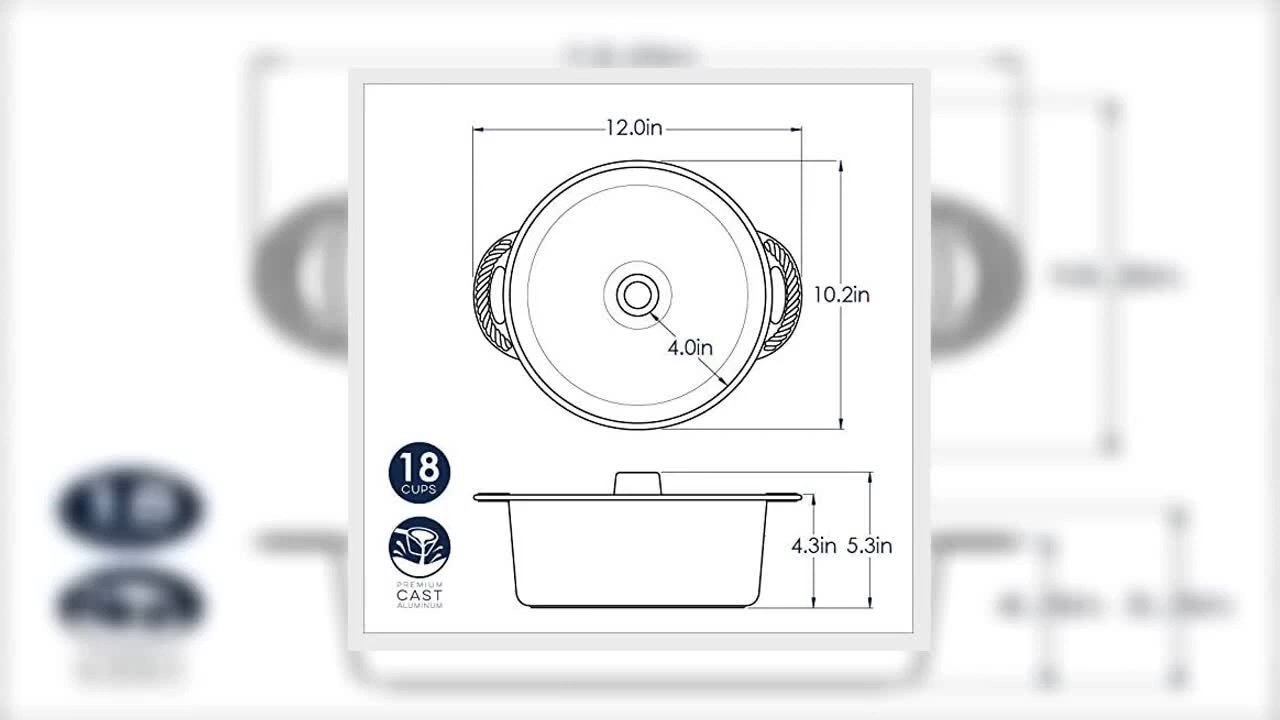 12.0in
10.2in
4.0in
18
CUPS
4.3in
5.3in
PREMIUM
CAST
ALUMINUM